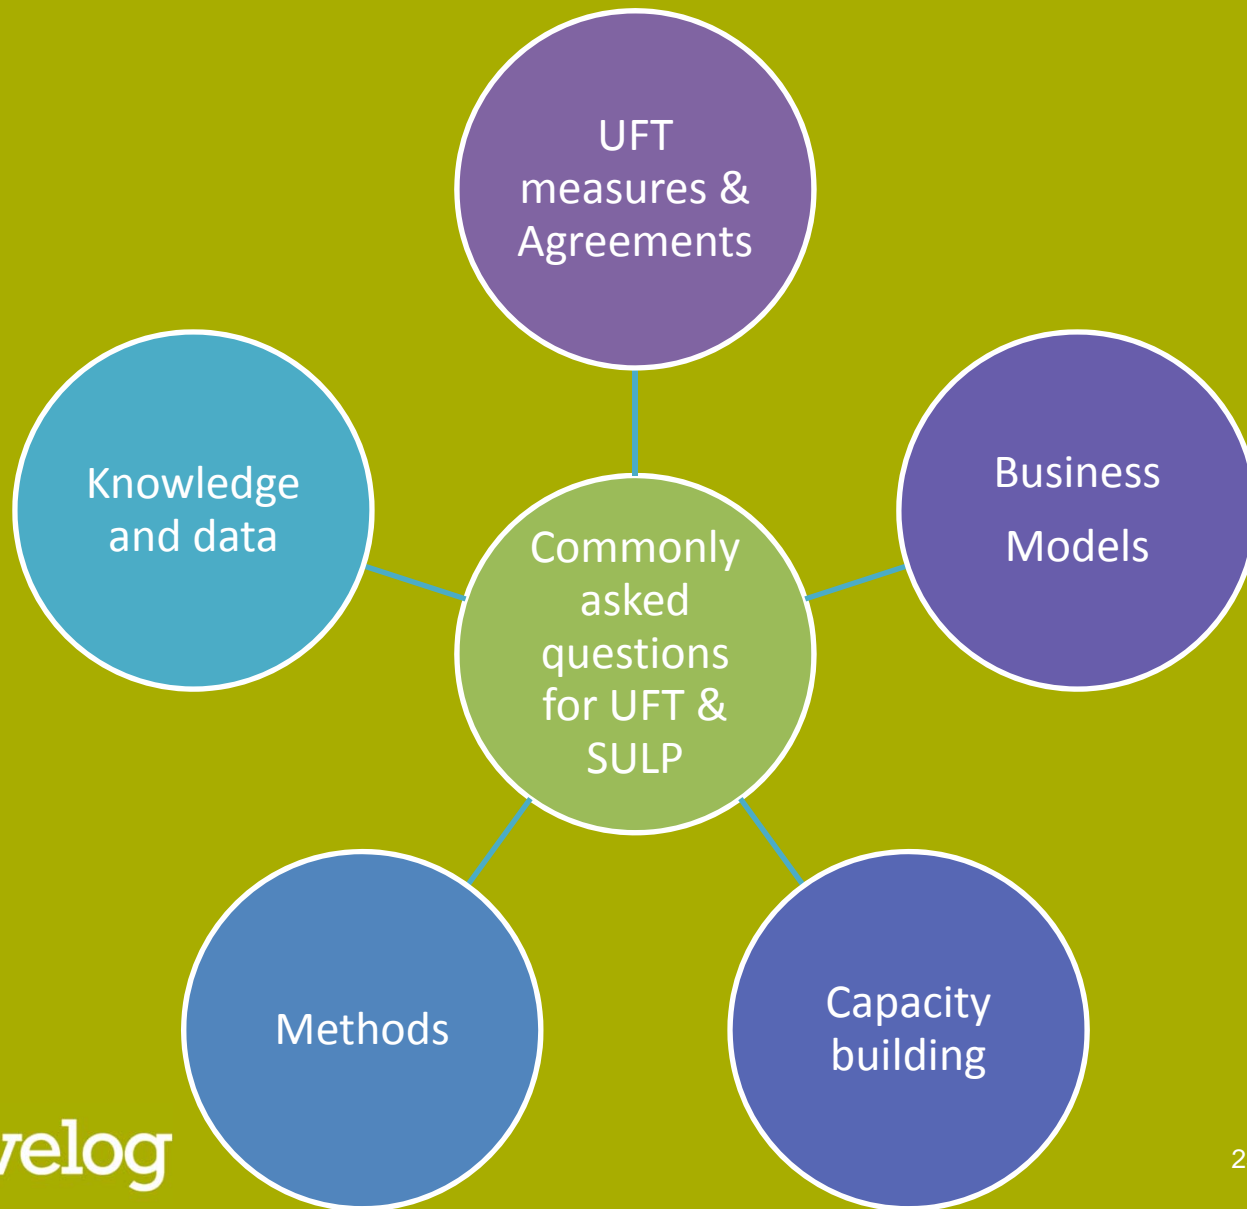 UFT
measures &
Agreements
Knowledge
and data
Business
Models
Commonly
asked
questions
for UFT &
SULP
Methods
Capacity
building
velog
2